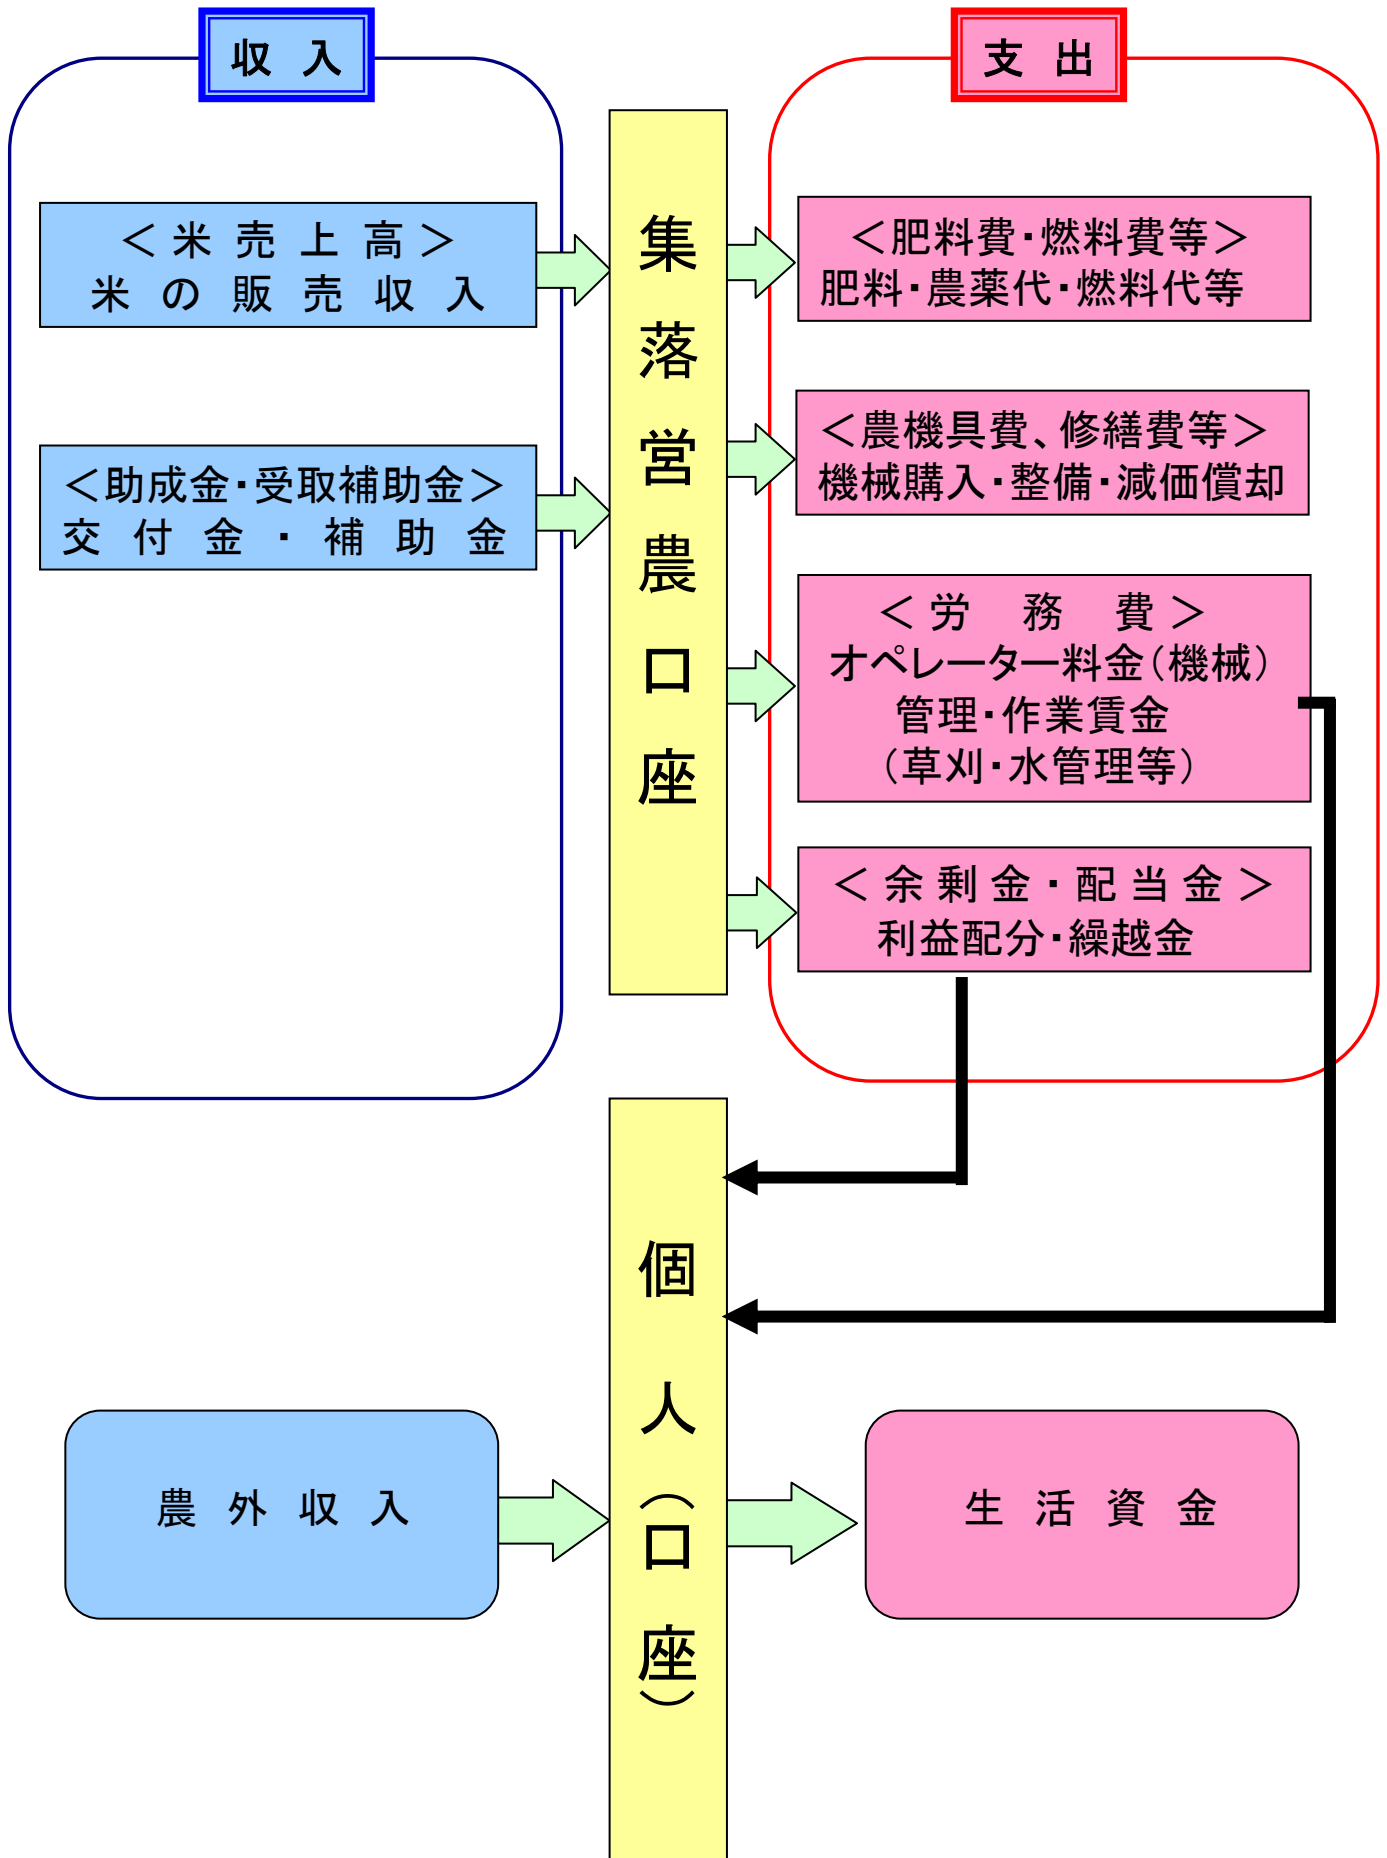 収入
支出
＜米売上高＞
米の販売収入
＜助成金・受取補助金＞
交付金・補助金
集落営農口座
＜肥料費・燃料費等＞
肥料・農薬代・燃料代等
＜農機具費、修繕費等＞
機械購入・整備・減価償却
＜労務費＞
オペレーター料金（機械）
管理・作業賃金
（草刈・水管理等）
＜余剰金・配当金＞
利益配分・繰越金
個人（口座）
農外収入
生活資金